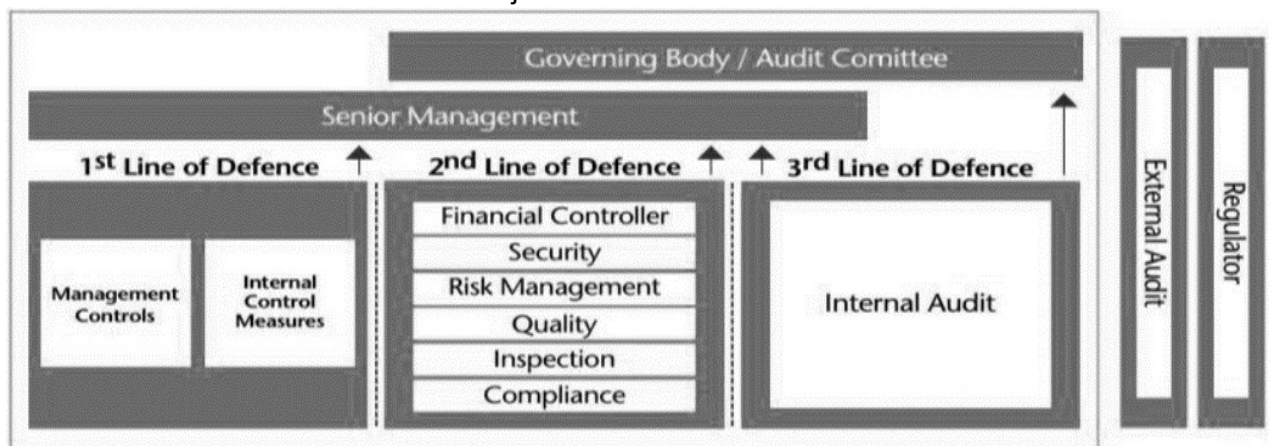 Governing Body / Audit Comittee
Senior Management
1st Line of Defence
2nd Line of Defence
3rd Line of Defence
Management
Controls
Internal
Control
Measures
Financial Controller
Security
Risk Management
Quality
Inspection
Compliance
Internal Audit
External Audit
Regulator